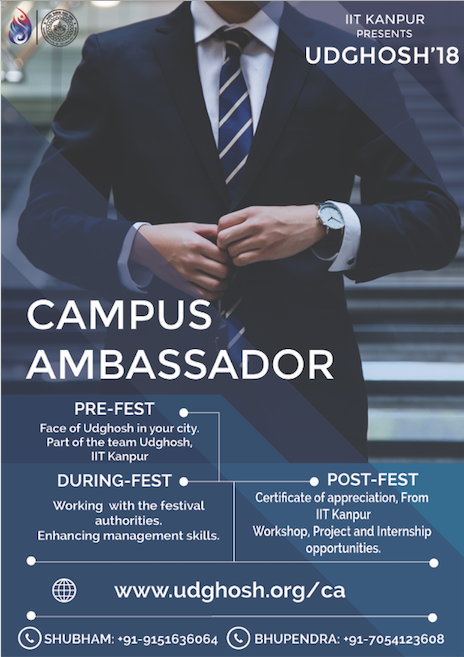 IIT KANPUR
PRESENTS
UDGHOSH'18
CAMPUS
AMBASSADOR
PRE-FEST
Face of Udghosh in your city.
Part of the team Udghosh,
IIT Kanpur
DURING-FEST
Working with the festival
authorities.
Enhancing management skills.
POST-FEST
Certificate of appreciation, From
IIT Kanpur
Workshop, Project and Internship
opportunities.
www.udghosh.org/ca
SHUBHAM: +91-9151636064
BHUPENDRA: +91-7054123608